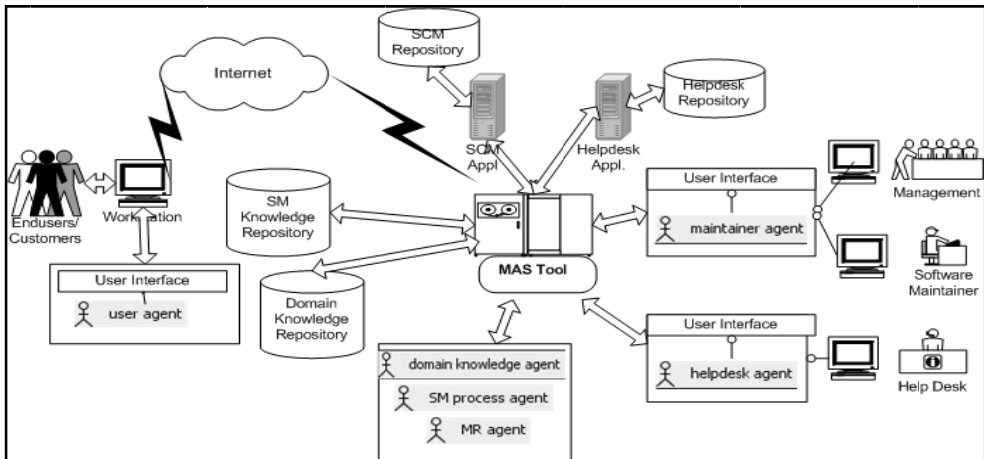 SCM
Repository
Internet
Helpdesk
Repository
SCM
Appl
Helpdesk
Appl.
Endusers/
Customers
SM
Knowledge
Repository
User Interface
maintainer agent
Management
MAS Tool
Software
Maintainer
User Interface
user agent
Domain
Knowledge
Repository
User Interface
helpdesk agent
Help Desk
domain knowledge agent
SM process agent
MR agent